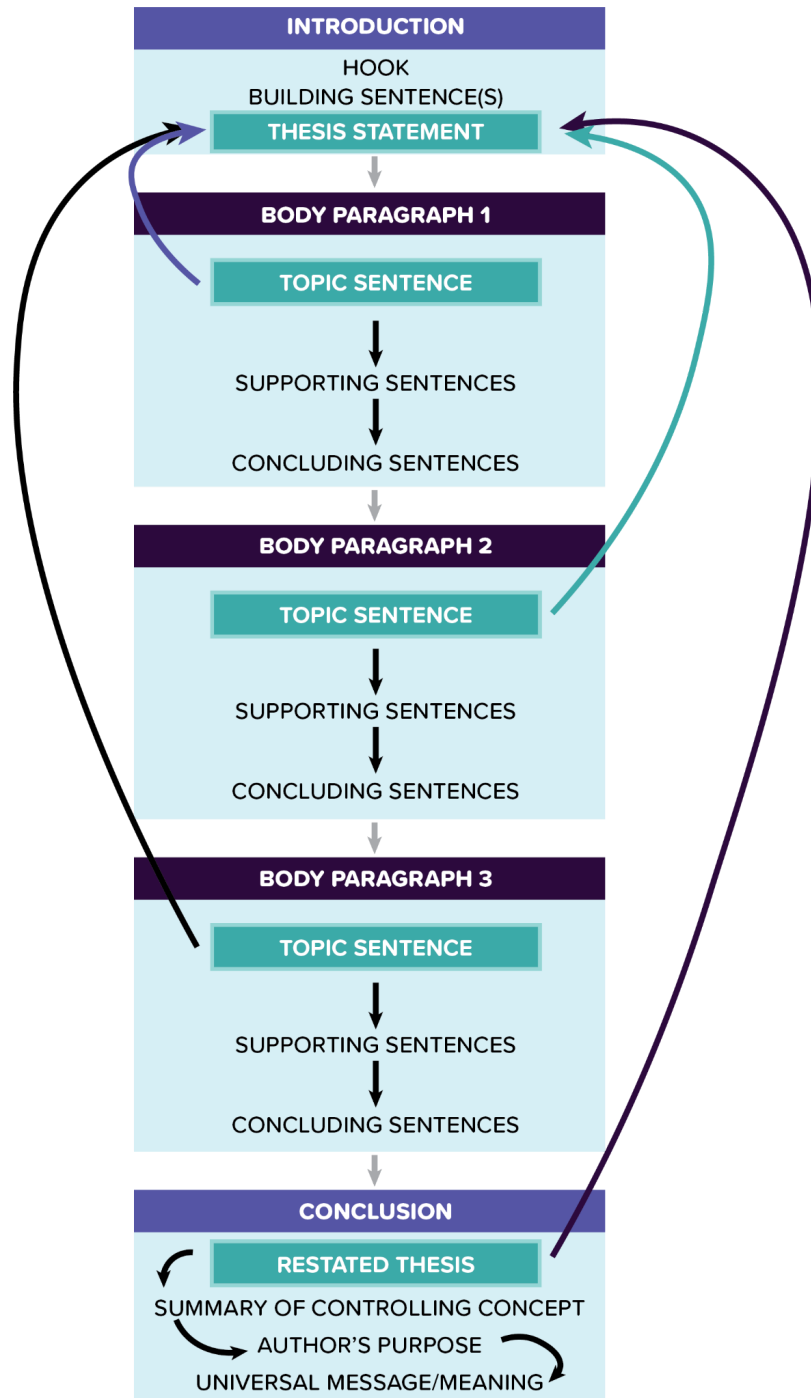 INTRODUCTION
HOOK
BUILDING SENTENCE(S)
THESIS STATEMENT
BODY PARAGRAPH 1
TOPIC SENTENCE
SUPPORTING SENTENCES
CONCLUDING SENTENCES
BODY PARAGRAPH 2
TOPIC SENTENCE
SUPPORTING SENTENCES
CONCLUDING SENTENCES
BODY PARAGRAPH 3
TOPIC SENTENCE
SUPPORTING SENTENCES
CONCLUDING SENTENCES
CONCLUSION
RESTATED THESIS
SUMMARY OF CONTROLLING CONCEPT
AUTHOR'S PURPOSE
UNIVERSAL MESSAGE/MEANING